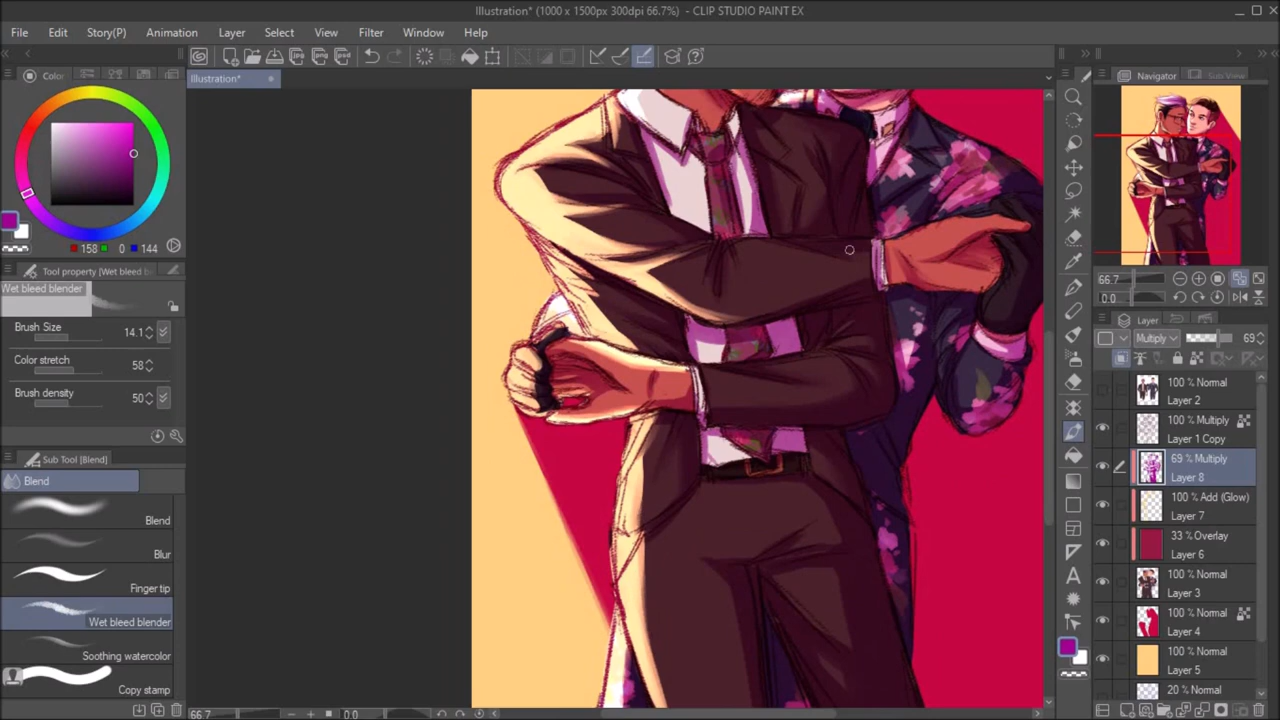 Illustration* (1000 x 1500px 300dpi 66.7%) - CLIP STUDIO PAINT EX
File Edit Story(P) Animation Layer Select View Filter Window Help
Illustration*
Color
Navigator
Sub View
158 0 144
Tool property [Wet bleed b
Wet bleed blender
Brush Size 14.1
Color stretch 58
Brush density 50
Sub Tool [Blend]
Blend
Blend
Blur
Finger tip
Wet bleed blender
Soothing watercolor
Copy stamp
66.7
0.0
Layer
Multiply 69
100 % Normal
Layer 2
100 % Multiply
Layer 1 Copy
69 % Multiply
Layer 8
100 % Add (Glow)
Layer 7
33 % Overlay
Layer 6
100 % Normal
Layer 3
100 % Normal
Layer 4
100 % Normal
Layer 5
20 % Normal
66.7 0.0